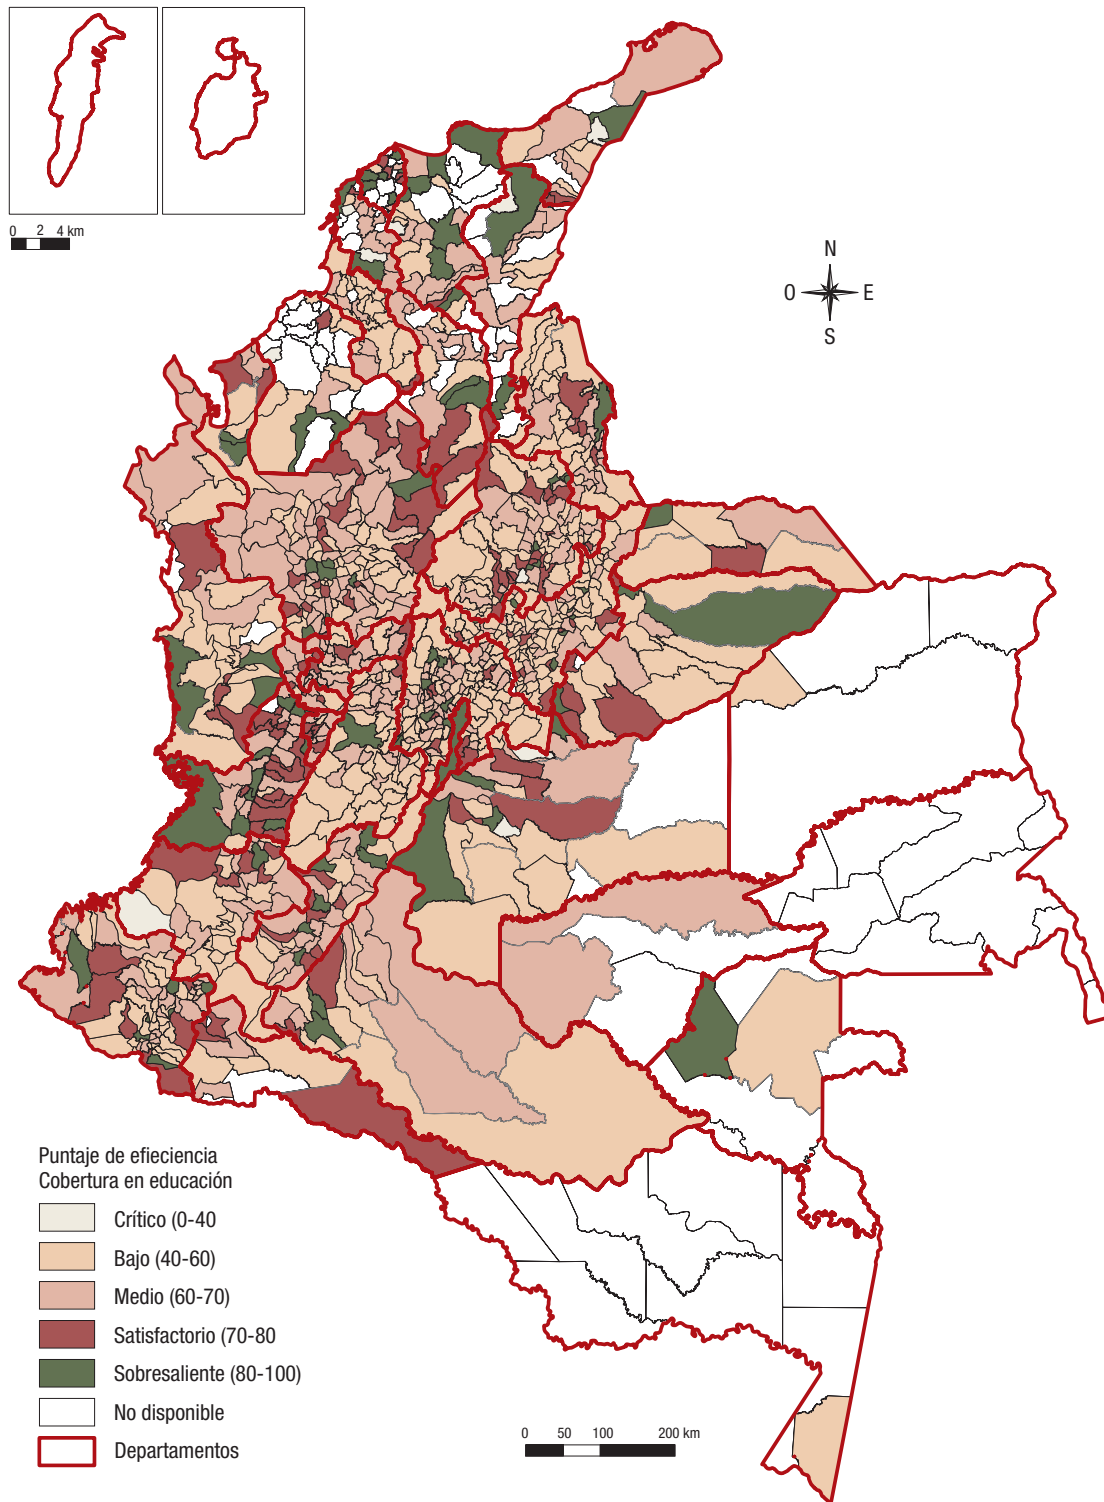 0 2 4 km
N
O E
S
Puntaje de efieciencia
Cobertura en educación
Crítico (0-40
Bajo (40-60)
Medio (60-70)
Satisfactorio (70-80
Sobresaliente (80-100)
No disponible
Departamentos
0 50 100 200 km